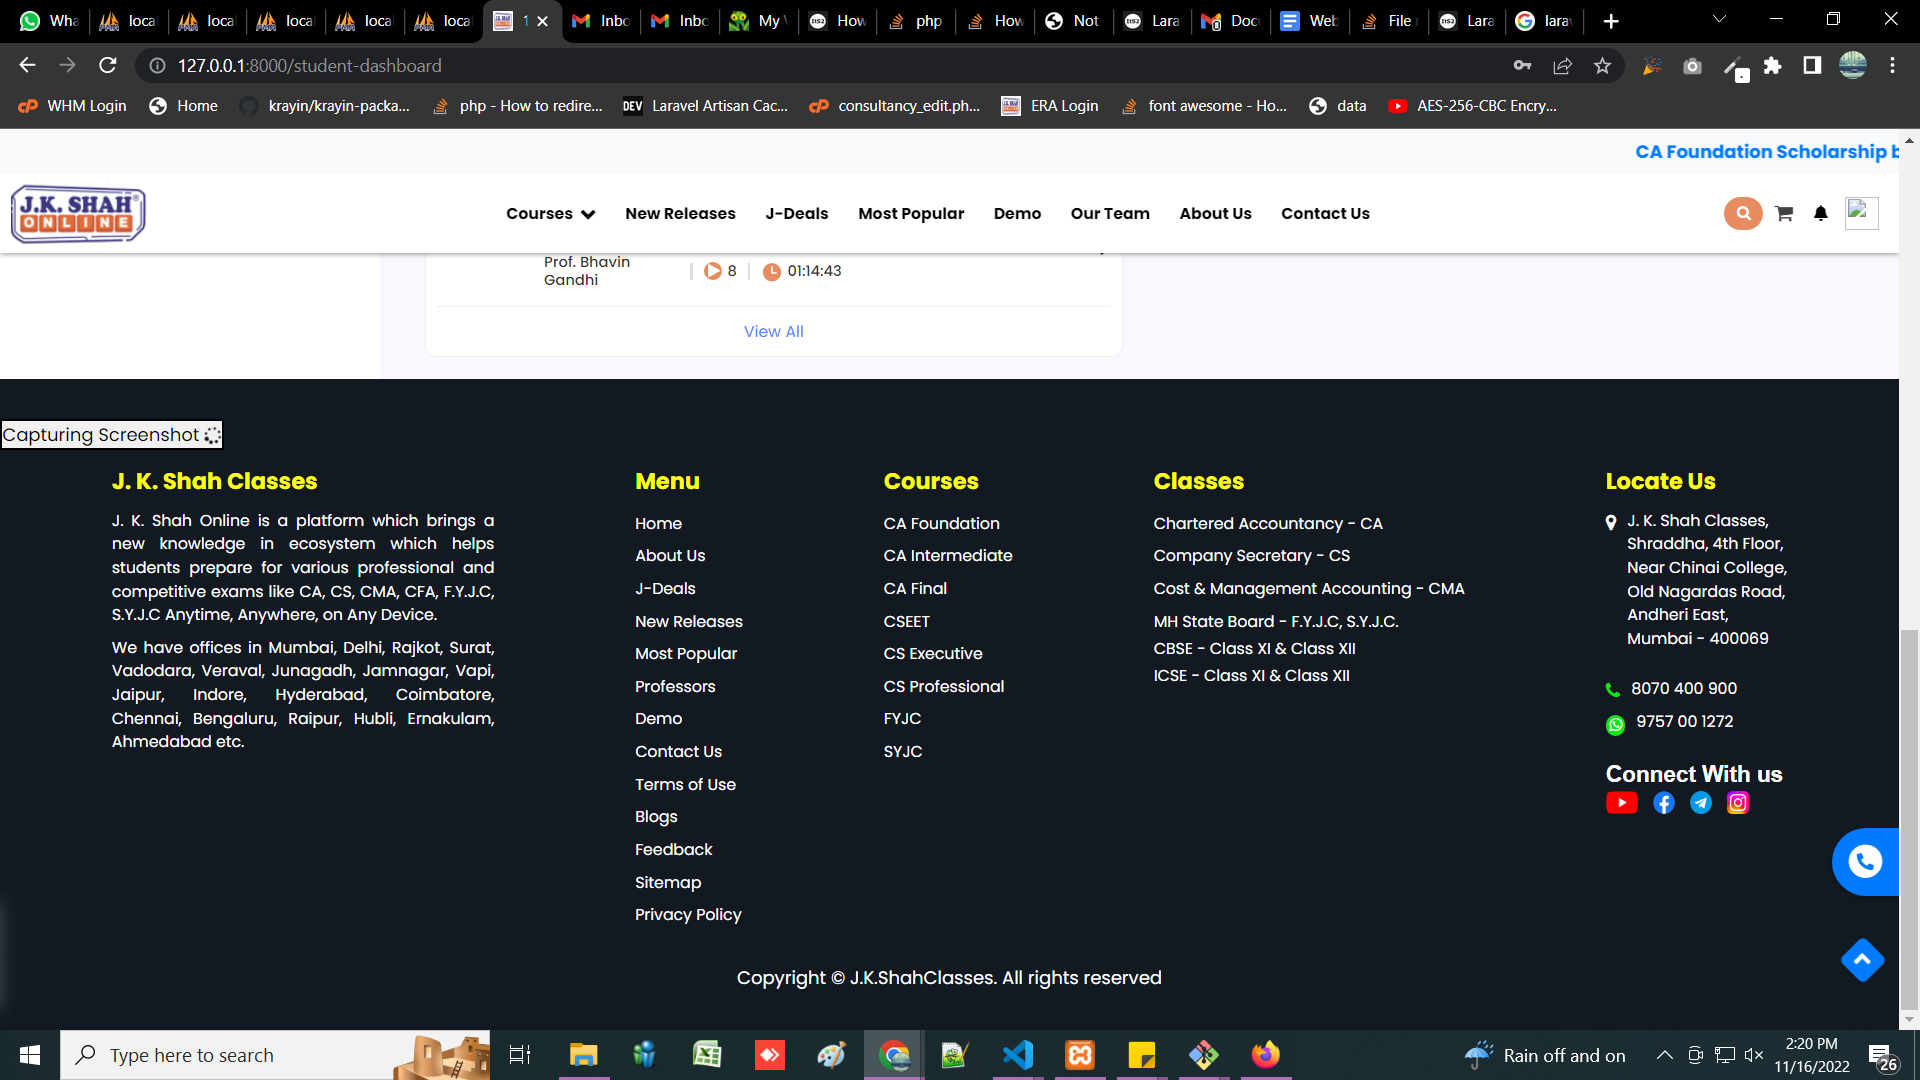 Wha
loca
loca
loca
loca
loca
1
Inbo
Inbo
My
How
php
How
Not
Lara
Doc
Web
File
Lara
lara
127.0.0.1:8000/student-dashboard
WHM Login
Home
krayin/krayin-packa...
php - How to redire...
DEV Laravel Artisan Cac...
consultancy_edit.ph...
ERA Login
font awesome - Ho...
data
AES-256-CBC Encry...
CA Foundation Scholarship b
J.K. SHAH®
ONLINE
Courses
New Releases
J-Deals
Most Popular
Demo
Our Team
About Us
Contact Us
Prof. Bhavin
Gandhi
8
01:14:43
View All
Capturing Screenshot
J. K. Shah Classes
J. K. Shah Online is a platform which brings a
new knowledge in ecosystem which helps
students prepare for various professional and
competitive exams like CA, CS, CMA, CFA, F.Y.J.C,
S.Y.J.C Anytime, Anywhere, on Any Device.
We have offices in Mumbai, Delhi, Rajkot, Surat,
Vadodara, Veraval, Junagadh, Jamnagar, Vapi,
Jaipur, Indore, Hyderabad, Coimbatore,
Chennai, Bengaluru, Raipur, Hubli, Ernakulam,
Ahmedabad etc.
Menu
Home
About Us
J-Deals
New Releases
Most Popular
Professors
Demo
Contact Us
Terms of Use
Blogs
Feedback
Sitemap
Privacy Policy
Courses
CA Foundation
CA Intermediate
CA Final
CSEET
CS Executive
CS Professional
FYJC
SYJC
Classes
Chartered Accountancy - CA
Company Secretary - CS
Cost & Management Accounting - CMA
MH State Board - F.Y.J.C, S.Y.J.C.
CBSE - Class XI & Class XII
ICSE - Class XI & Class XII
Locate Us
J. K. Shah Classes,
Shraddha, 4th Floor,
Near Chinai College,
Old Nagardas Road,
Andheri East,
Mumbai - 400069
8070 400 900
9757 00 1272
Connect With us
Copyright © J.K.ShahClasses. All rights reserved
Type here to search
Rain off and on
2:20 PM
11/16/2022
26